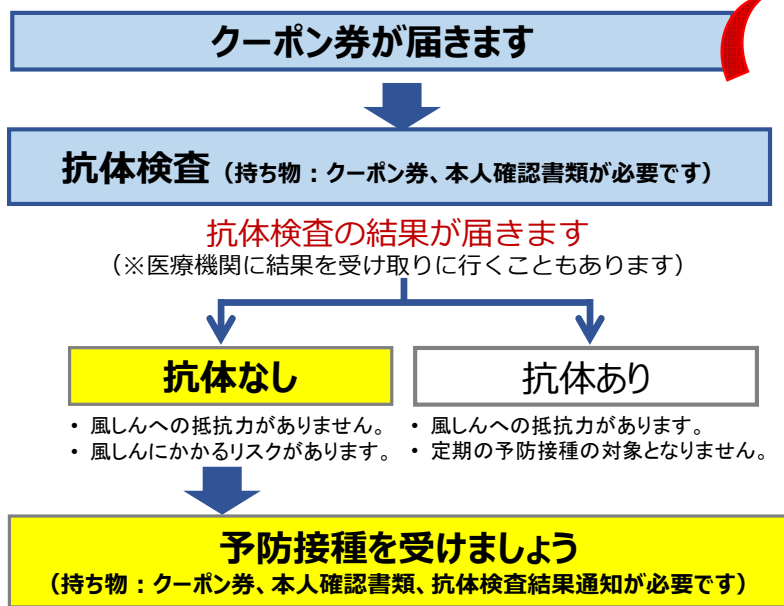 クーポン券が届きます
抗体検査（持ち物：クーポン券、本人確認書類が必要です）
抗体検査の結果が届きます
（※医療機関に結果を受け取りに行くこともあります）
抗体なし
・ 風しんへの抵抗力がありません。
・ 風しんにかかるリスクがあります。
抗体あり
・ 風しんへの抵抗力があります。
・ 定期の予防接種の対象となりません。
予防接種を受けましょう
（持ち物：クーポン券、本人確認書類、抗体検査結果通知が必要です）